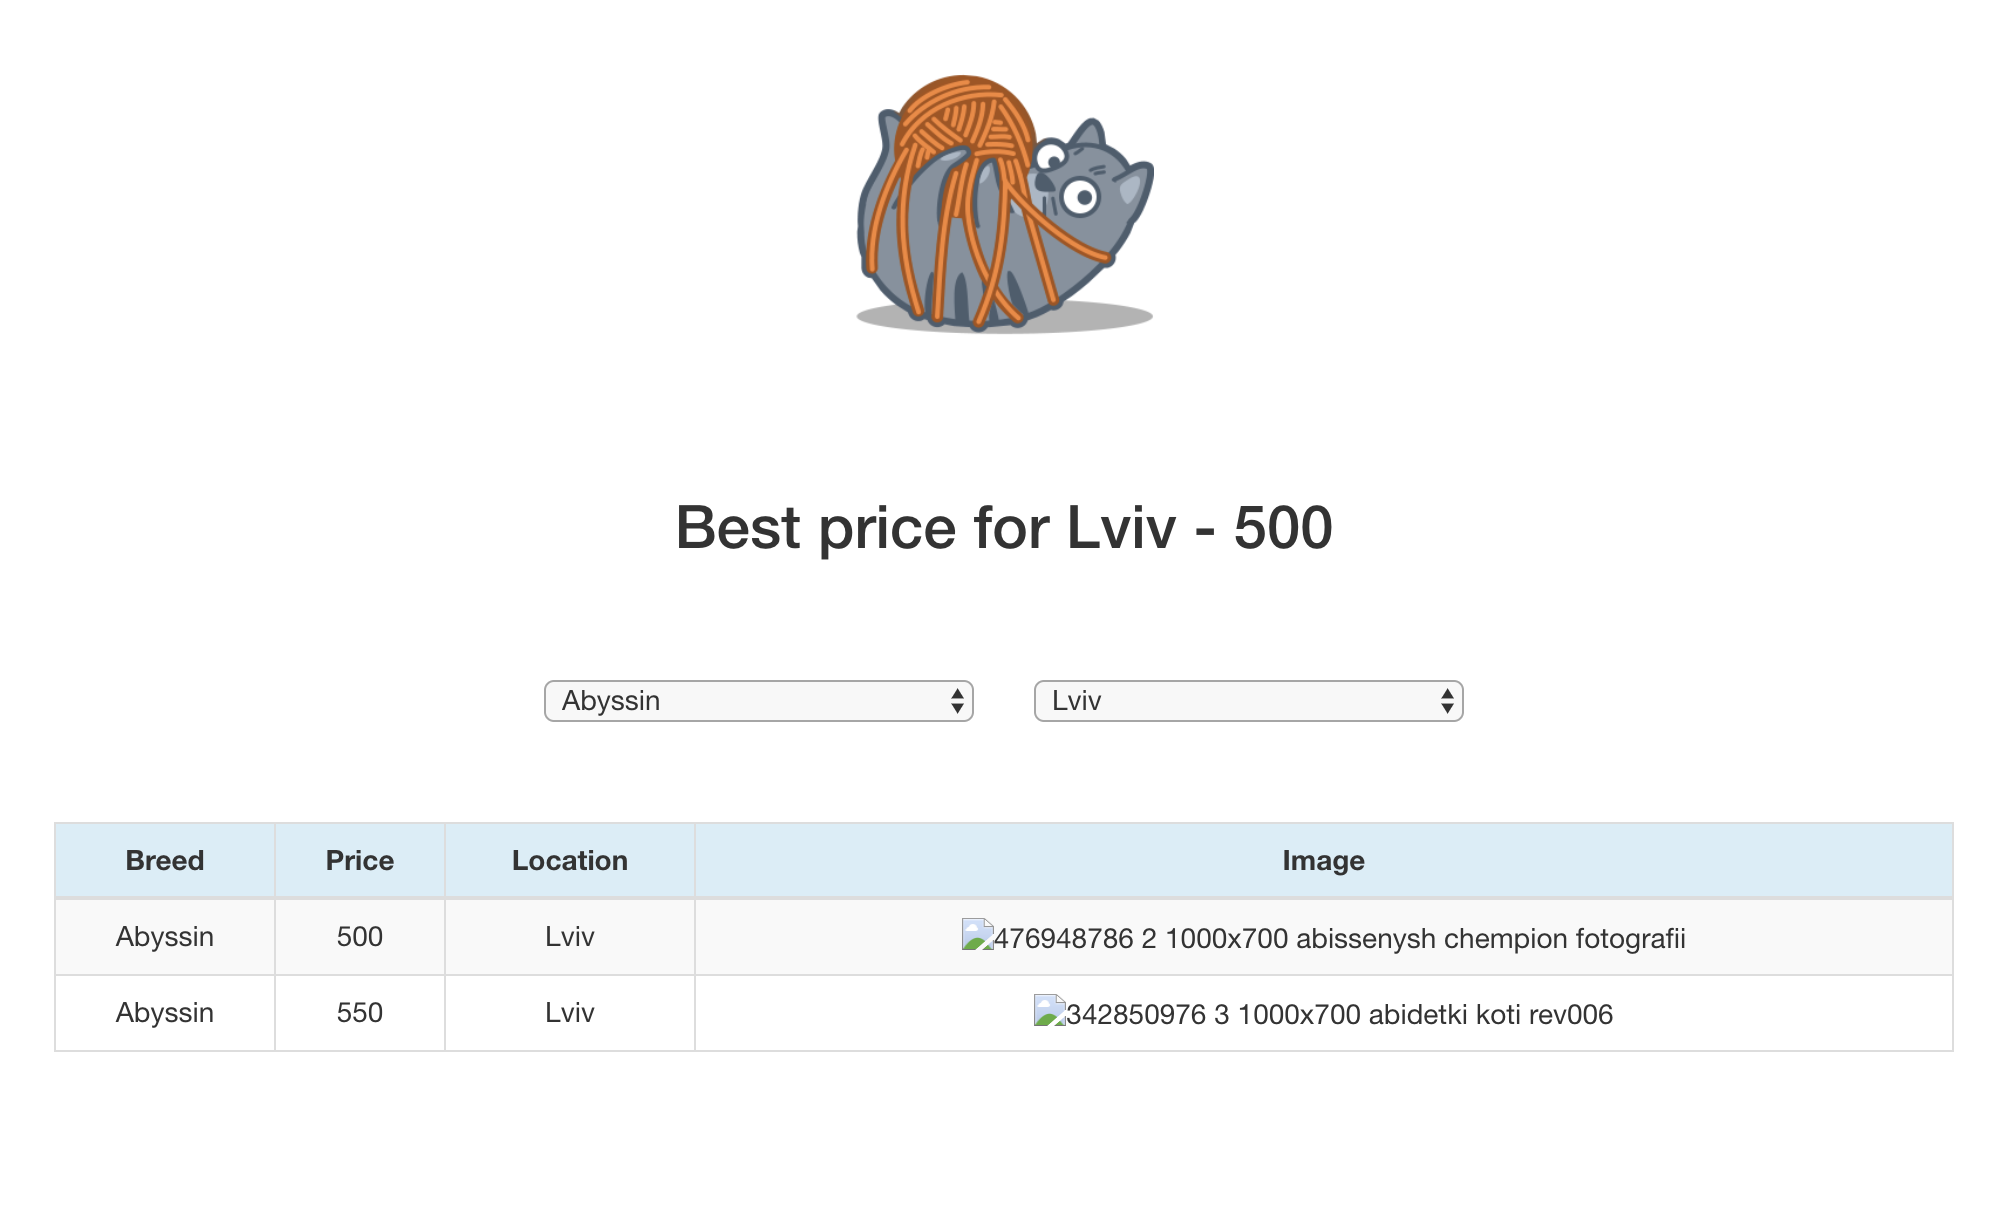 Best price for Lviv - 500
Abyssin Lviv
Breed Price Location Image
Abyssin 500 Lviv 476948786 2 1000x700 abissenysh chempion fotografii
Abyssin 550 Lviv 342850976 3 1000x700 abidetki koti rev006